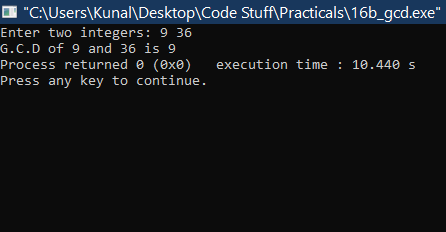 "C:\Users\Kunal\Desktop\Code Stuff\Practicals\16b_gcd.exe"
Enter two integers: 9 36
G.C.D of 9 and 36 is 9
Process returned 0 (0x0)   execution time : 10.440 s
Press any key to continue.